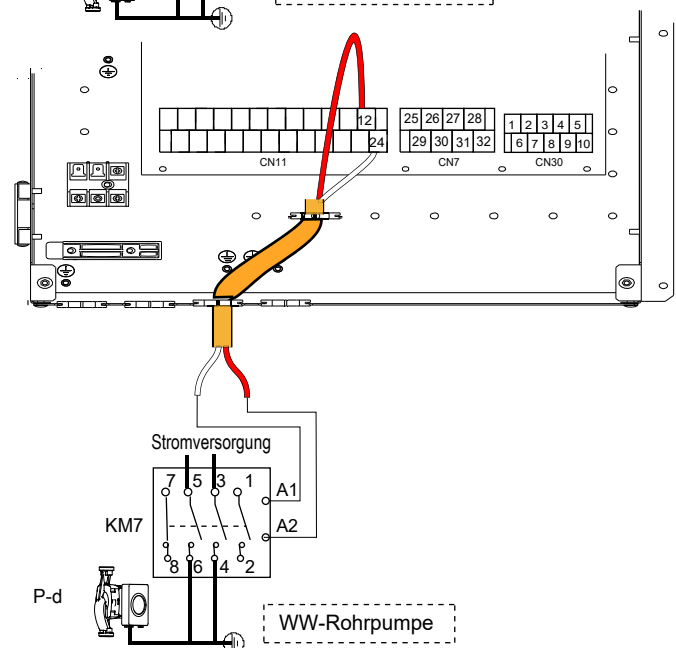 12 25 26 27 28 1 2 3 4 5
24 29 30 31 32 6 7 8 9 10
CN11 CN7 CN30
Stromversorgung
7 5 3 1 A1
KM7 A2
8 6 4 2
P-d
WW-Rohrpumpe